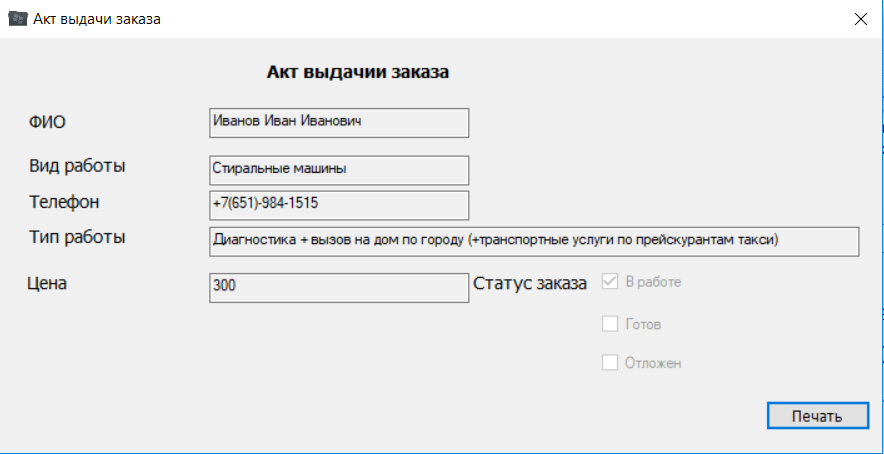 Акт выдачи заказа
Акт выдачии заказа
ФИО Иванов Иван Иванович
Вид работы Стиральные машины
Телефон +7(651)-984-1515
Тип работы Диагностика + вызов на дом по городу (+транспортные услуги по прейскурантам такси)
Цена 300 Статус заказа В работе
Готов
Отложен
Печать